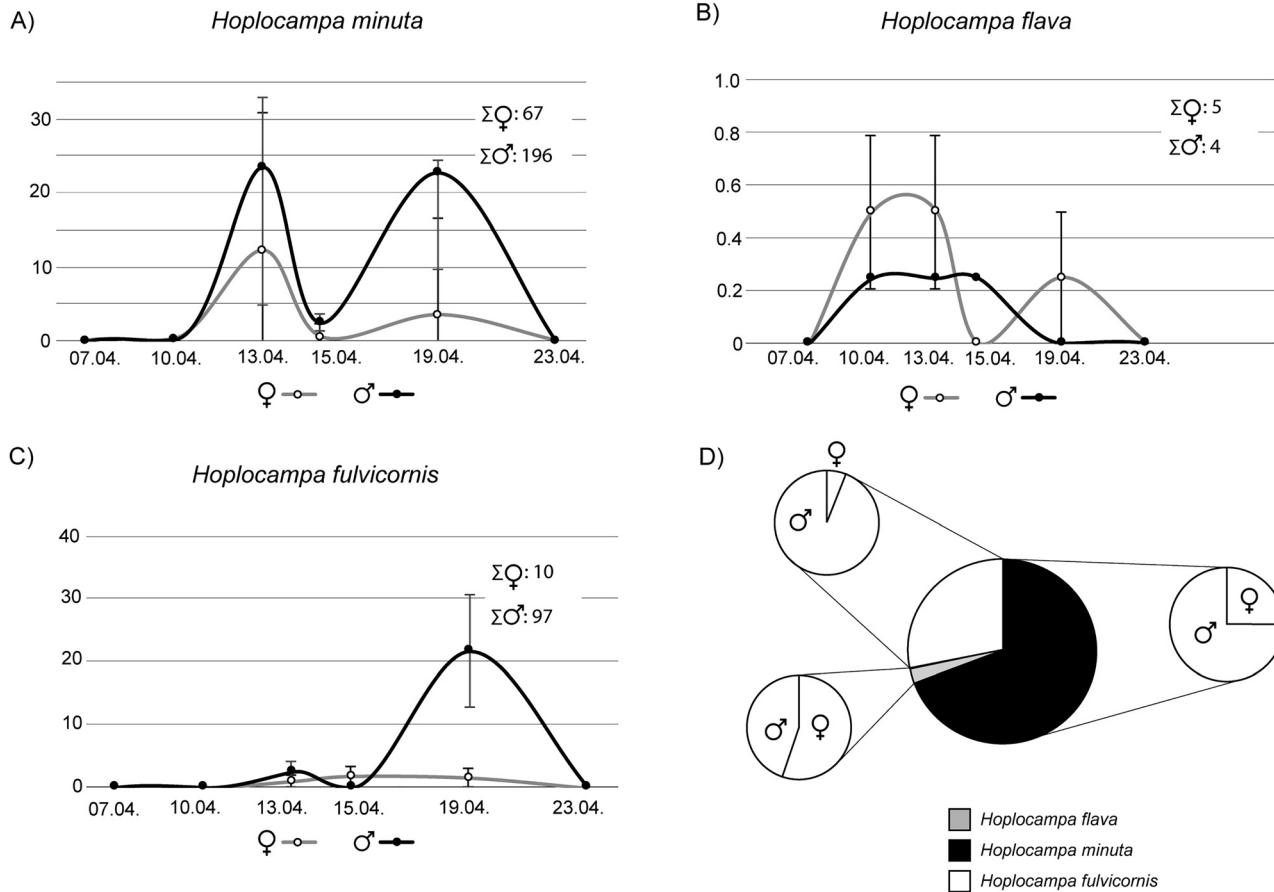 A)
Hoplocampa minuta
30
20
10
0
Σ♀: 67
Σ♂: 196
07.04. 10.04. 13.04. 15.04. 19.04. 23.04.
♀ ♂
B)
Hoplocampa flava
1.0
0.8
0.6
0.4
0.2
0
Σ♀: 5
Σ♂: 4
07.04. 10.04. 13.04. 15.04. 19.04. 23.04.
♀ ♂
C)
Hoplocampa fulvicornis
40
30
20
10
0
Σ♀: 10
Σ♂: 97
07.04. 10.04. 13.04. 15.04. 19.04. 23.04.
♀ ♂
D)
♀
♂
♀
♂
♂ ♀
Hoplocampa flava
Hoplocampa minuta
Hoplocampa fulvicornis